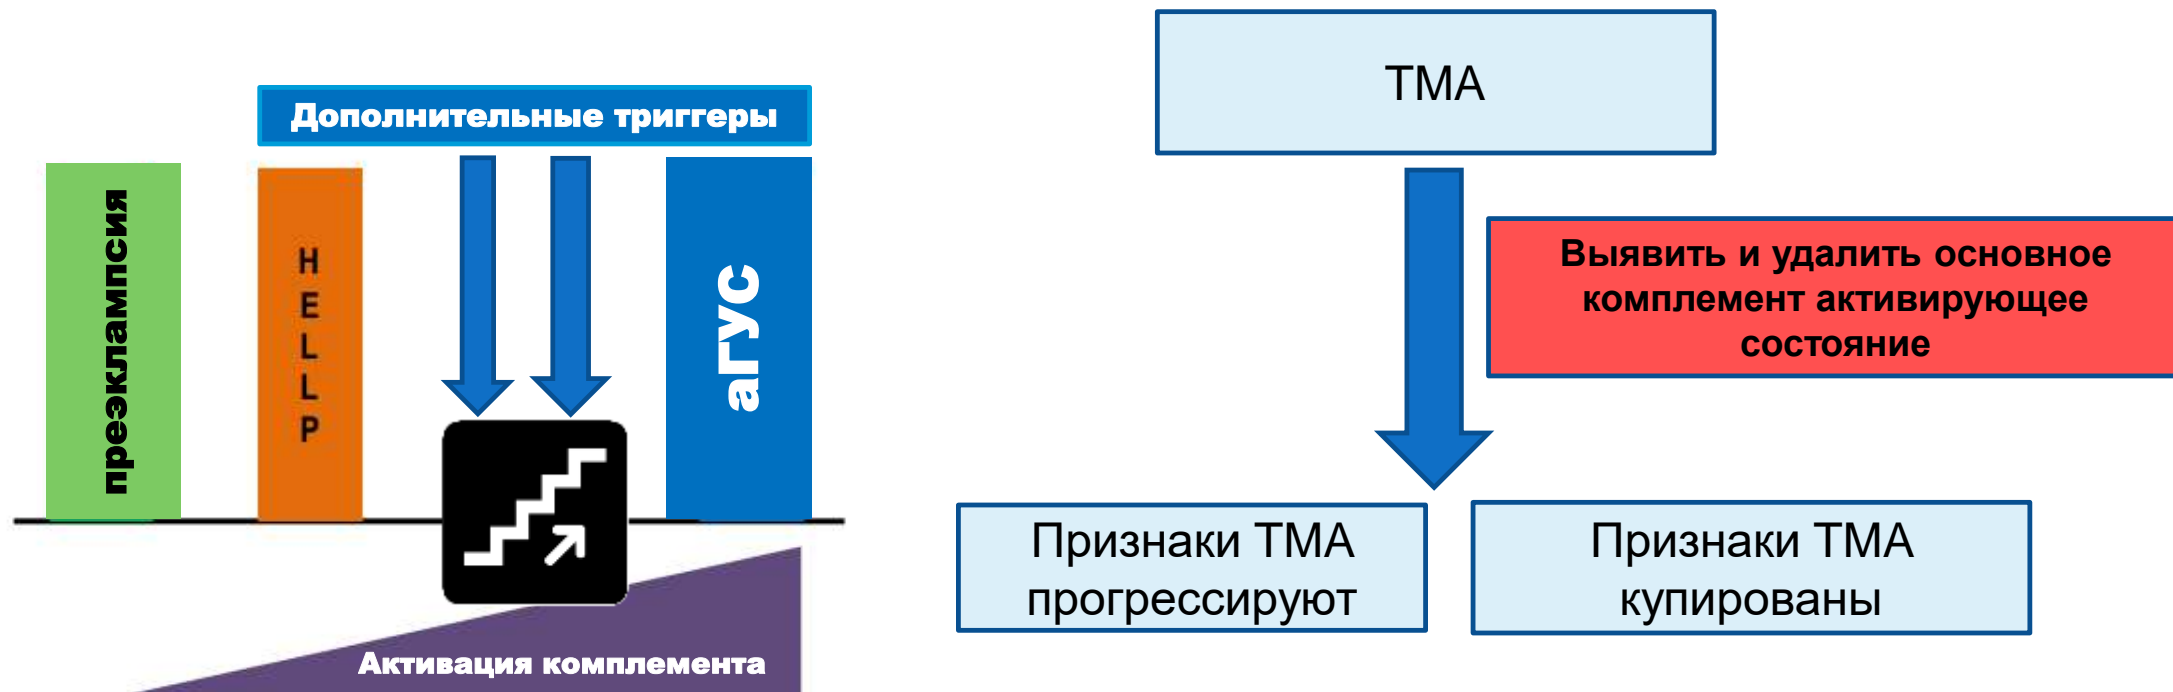 Дополнительные триггеры
преэклампсия
H
E
L
L
P
аГУС
Активация комплемента
ТМА
Выявить и удалить основное
комплемент активирующее
состояние
Признаки ТМА
прогрессируют
Признаки ТМА
купированы